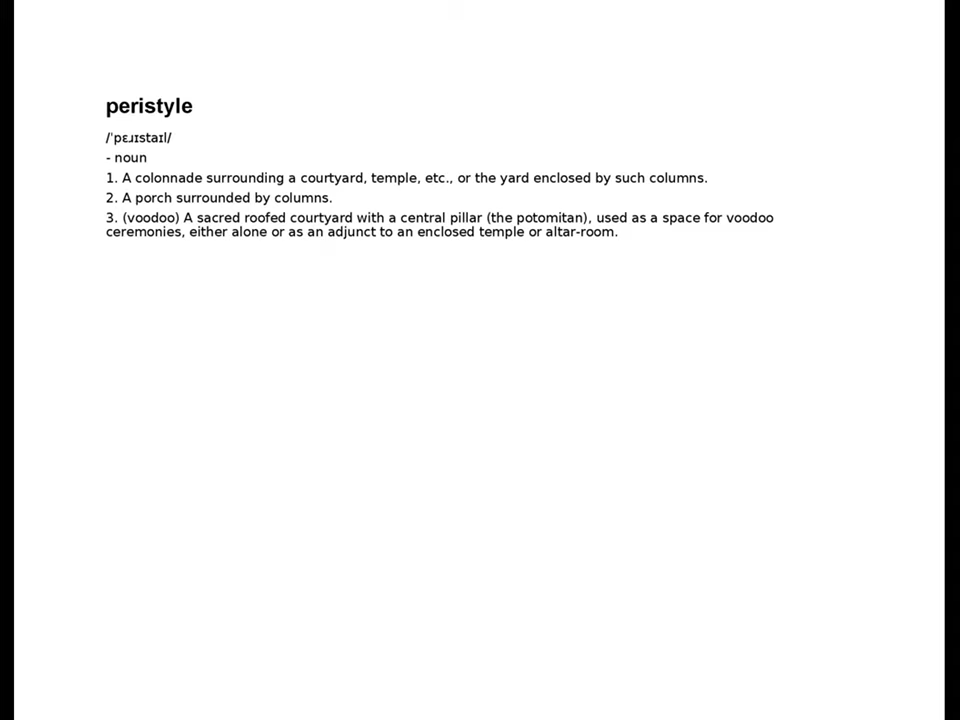 peristyle
/ˈpɛɹɪstaɪl/
- noun
1. A colonnade surrounding a courtyard, temple, etc., or the yard enclosed by such columns.
2. A porch surrounded by columns.
3. (voodoo) A sacred roofed courtyard with a central pillar (the potomitan), used as a space for voodoo
ceremonies, either alone or as an adjunct to an enclosed temple or altar-room.